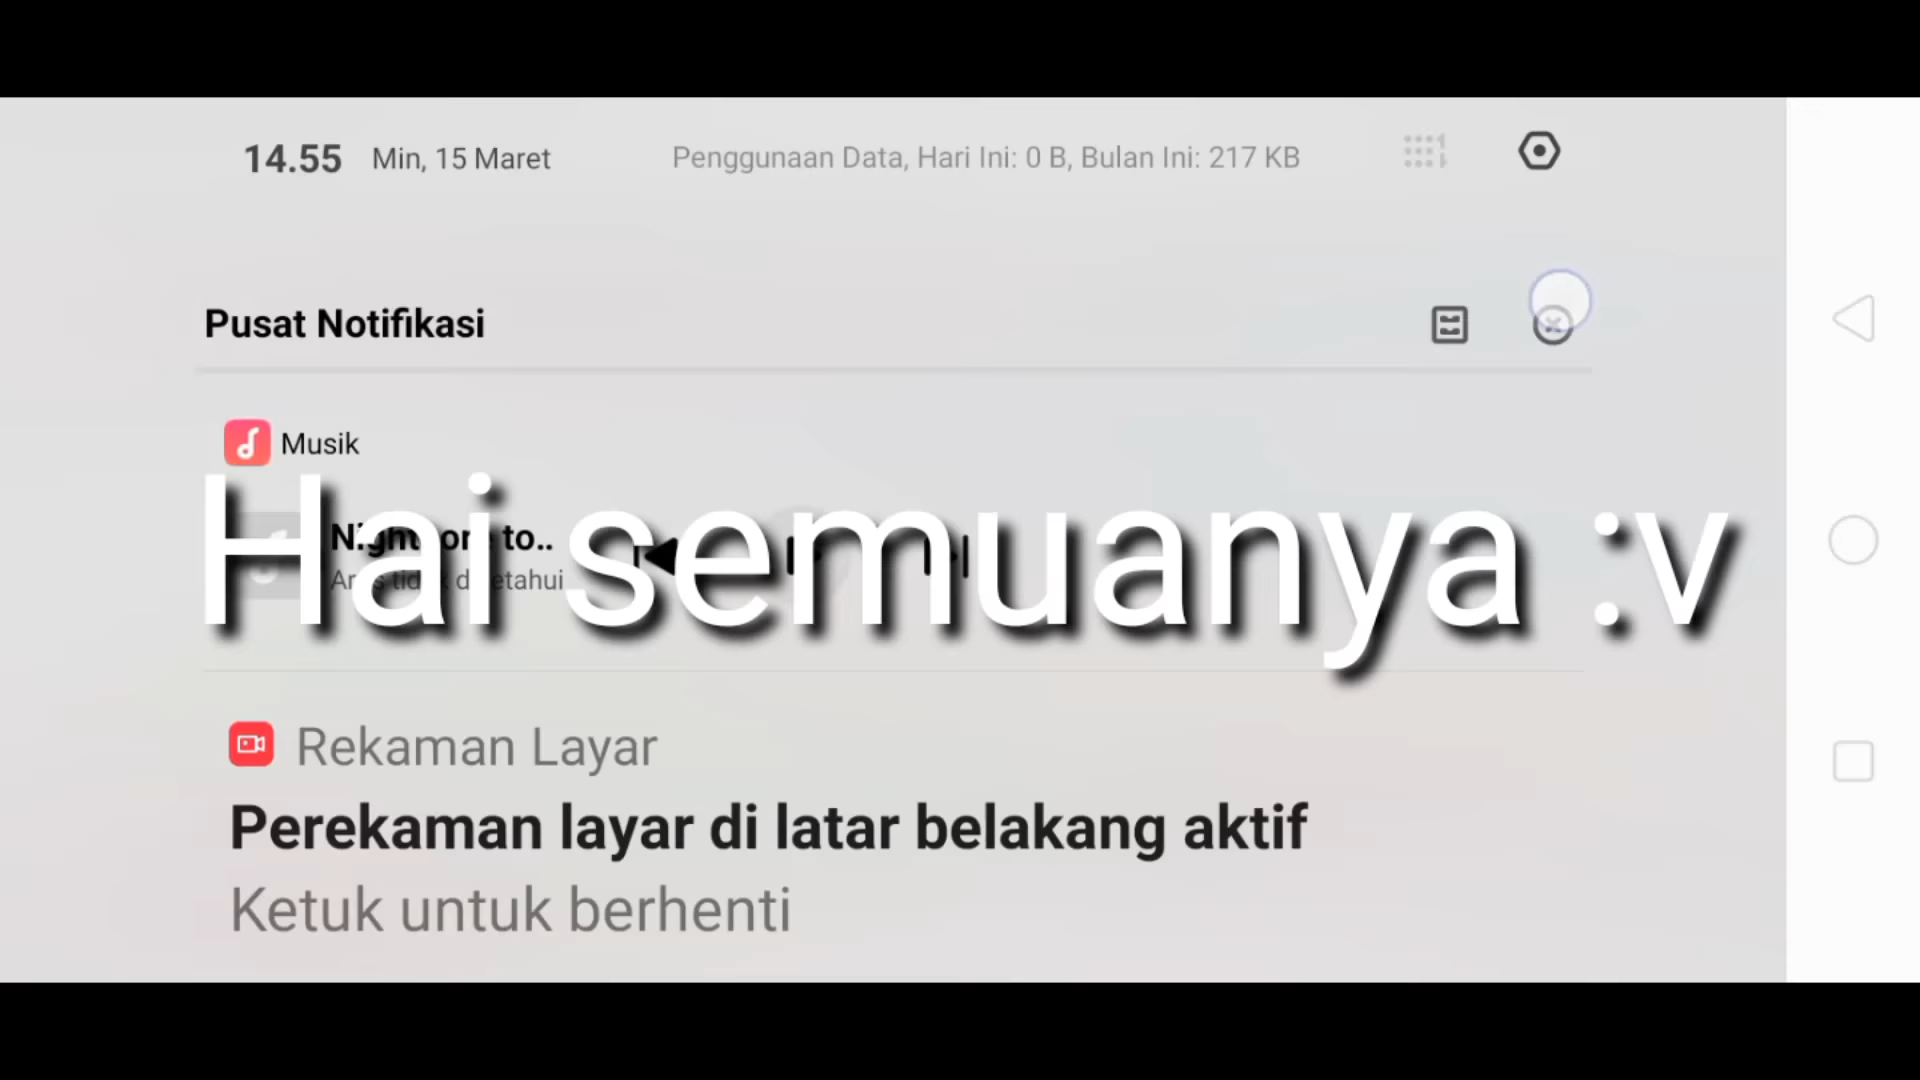 14.55 Min, 15 Maret Penggunaan Data, Hari Ini: 0 B, Bulan Ini: 217 KB
Pusat Notifikasi
Musik
Hai semuanya :v
to..
Rekaman Layar
Perekaman layar di latar belakang aktif
Ketuk untuk berhenti